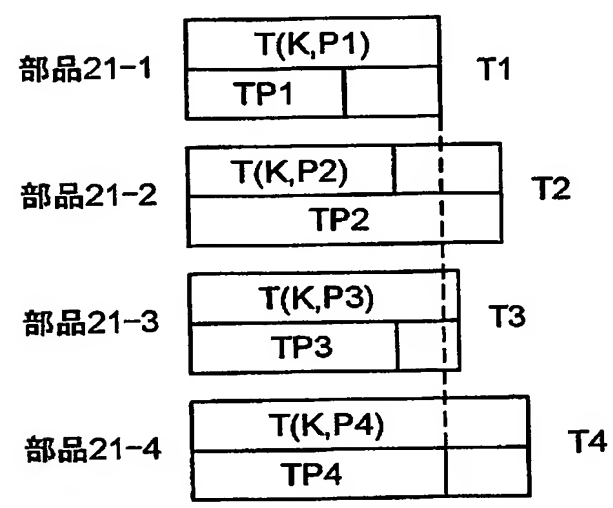 T(K,P1)
部品21-1 T1
TP1
T(K,P2)
部品21-2 T2
TP2
T(K,P3)
部品21-3 T3
TP3
T(K,P4)
部品21-4 T4
TP4